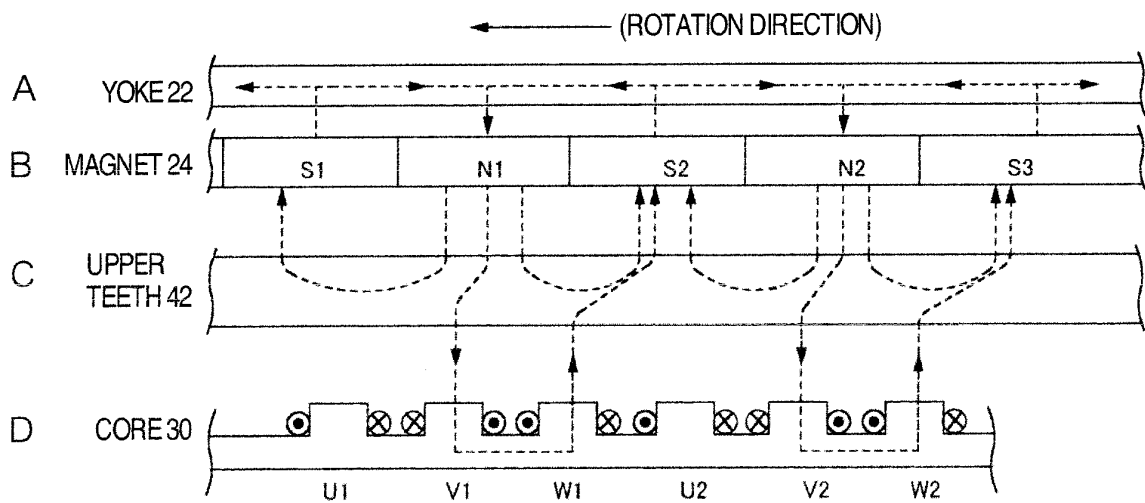 (ROTATION DIRECTION)
A YOKE 22
B MAGNET 24 S1 N1 S2 N2 S3
C UPPER
TEETH 42
D CORE 30
U1 V1 W1 U2 V2 W2